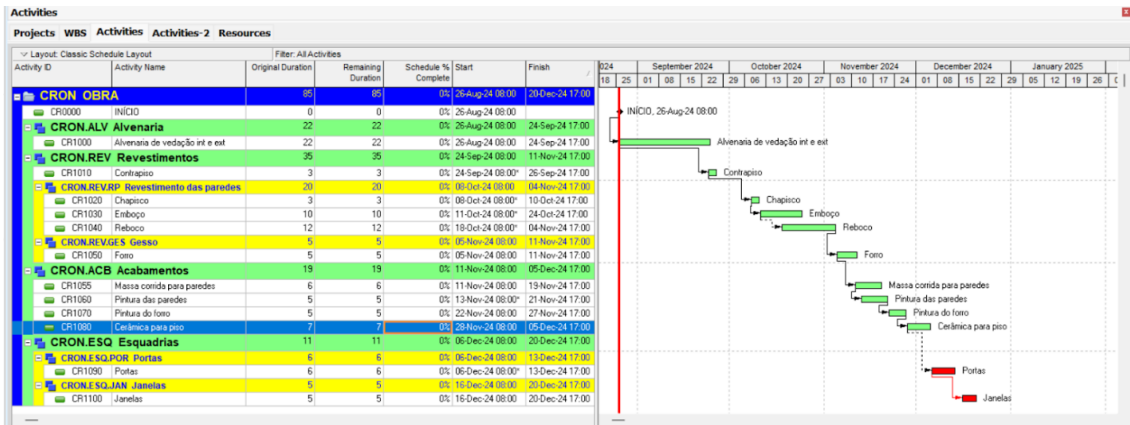 Activities
Projects WBS Activities Activities-2 Resources
Layout: Classic Schedule Layout Filter: All Activities
Activity ID Activity Name Original Duration Remaining Duration Schedule % Complete Start Finish
CRON OBRA 85 85 0% 26-Aug-24 08:00 20-Dec-24 17:00
CR0000 INÍCIO 0 0 0% 26-Aug-24 08:00
CRON.ALV Alvenaria 22 22 0% 26-Aug-24 08:00 24-Sep-24 17:00
CR1000 Alvenaria de vedação int e ext 22 22 0% 26-Aug-24 08:00 24-Sep-24 17:00
CRON.REV Revestimentos 35 35 0% 24-Sep-24 08:00 11-Nov-24 17:00
CR1010 Contrapiso 3 3 0% 24-Sep-24 08:00* 26-Sep-24 17:00
CRON.REV.RP Revestimento das paredes 20 20 0% 08-Oct-24 08:00 04-Nov-24 17:00
CR1020 Chapisco 3 3 0% 08-Oct-24 08:00* 10-Oct-24 17:00
CR1030 Emboço 10 10 0% 11-Oct-24 08:00* 24-Oct-24 17:00
CR1040 Reboco 12 12 0% 18-Oct-24 08:00* 04-Nov-24 17:00
CRON.REV.GES Gesso 5 5 0% 05-Nov-24 08:00 11-Nov-24 17:00
CR1050 Forro 5 5 0% 05-Nov-24 08:00 11-Nov-24 17:00
CRON.ACB Acabamentos 19 19 0% 11-Nov-24 08:00 05-Dec-24 17:00
CR1055 Massa corrida para paredes 6 6 0% 11-Nov-24 08:00 19-Nov-24 17:00
CR1060 Pintura das paredes 5 5 0% 13-Nov-24 08:00* 21-Nov-24 17:00
CR1070 Pintura do forro 5 5 0% 22-Nov-24 08:00 27-Nov-24 17:00
CR1080 Cerâmica para piso 7 7 0% 28-Nov-24 08:00 05-Dec-24 17:00
CRON.ESQ Esquadrias 11 11 0% 06-Dec-24 08:00 20-Dec-24 17:00
CRON.ESQ.POR Portas 6 6 0% 06-Dec-24 08:00 13-Dec-24 17:00
CR1090 Portas 6 6 0% 06-Dec-24 08:00* 13-Dec-24 17:00
CRON.ESQ.JAN Janelas 5 5 0% 16-Dec-24 08:00 20-Dec-24 17:00
CR1100 Janelas 5 5 0% 16-Dec-24 08:00 20-Dec-24 17:00
024 September 2024 October 2024 November 2024 December 2024 January 2025
18 25 01 08 15 22 29 06 13 20 27 03 10 17 24 01 08 15 22 29 05 12 19 26
INÍCIO, 26-Aug-24 08:00
Alvenaria de vedação int e ext
Contrapiso
Chapisco
Emboço
Reboco
Forro
Massa corrida para paredes
Pintura das paredes
Pintura do forro
Cerâmica para piso
Portas
Janelas